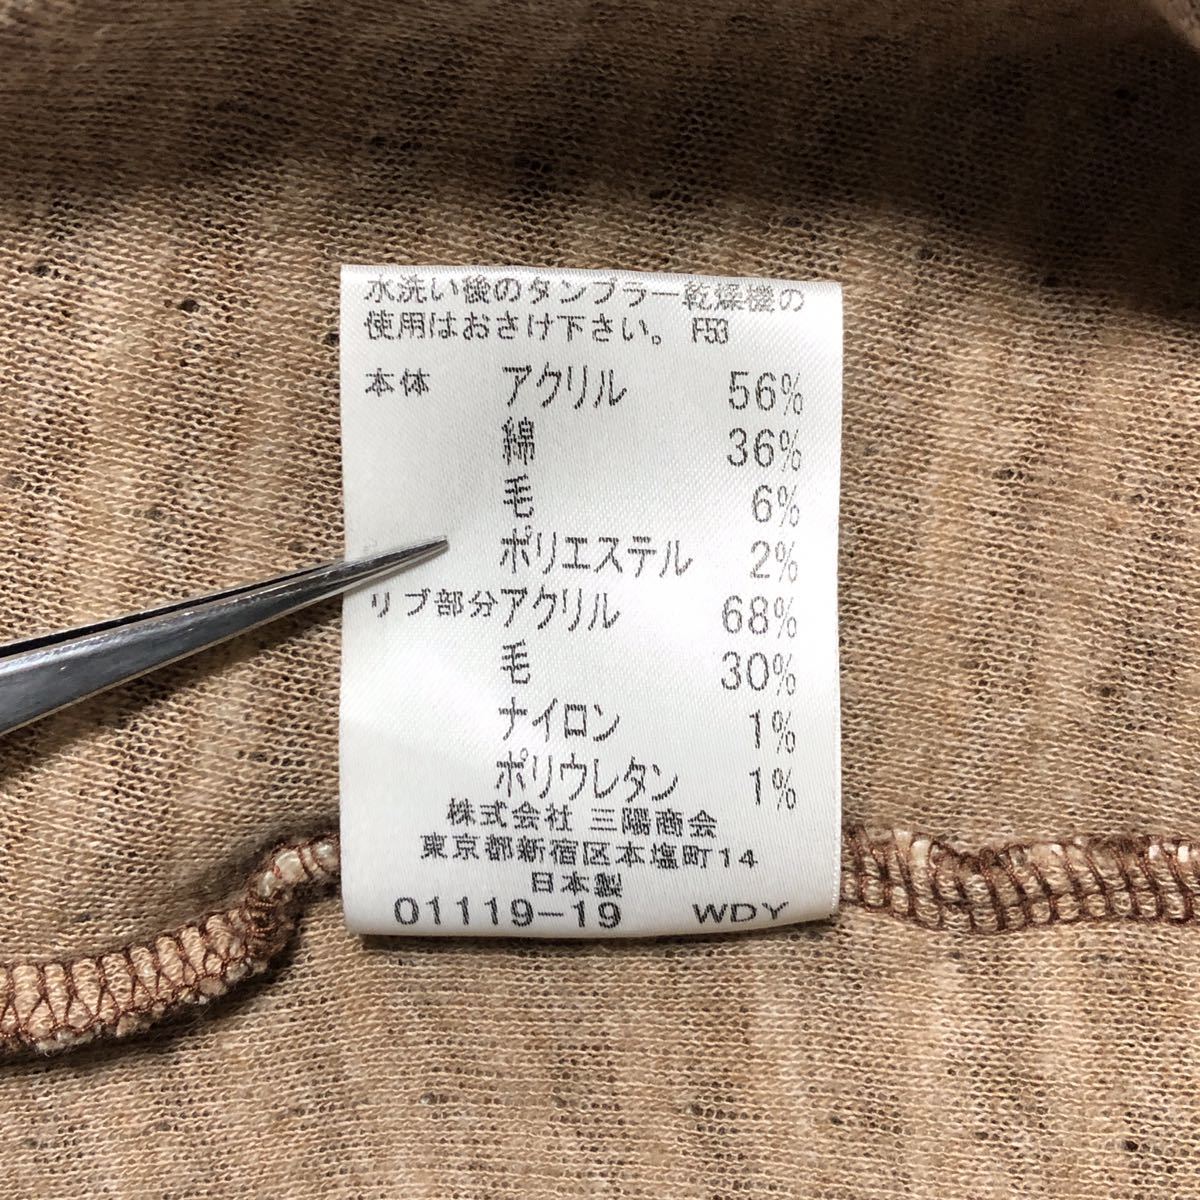 水洗い後のタンブラー乾燥機の
使用はおさけ下さい。 F53
本体 アクリル 56%
綿 36%
毛 6%
ポリエステル 2%
リブ部分アクリル 68%
毛 30%
ナイロン 1%
ポリウレタン 1%
株式会社 三陽商会
東京都新宿区本塩町14
日本製
01119-19 WDY